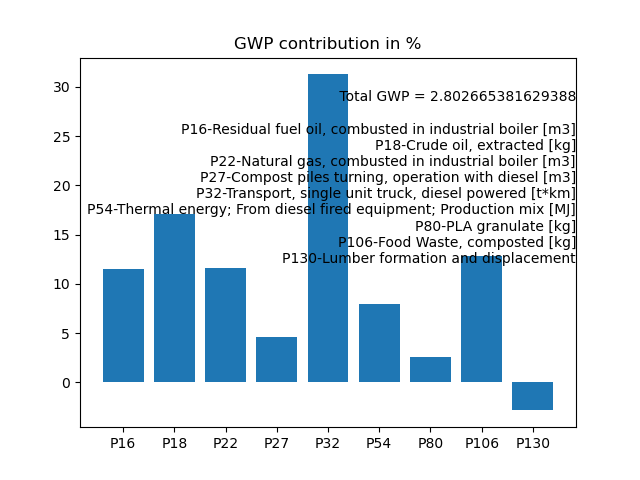 GWP contribution in %
30
25
20
15
10
5
0
Total GWP = 2.802665381629388
P16-Residual fuel oil, combusted in industrial boiler [m3]
P18-Crude oil, extracted [kg]
P22-Natural gas, combusted in industrial boiler [m3]
P27-Compost piles turning, operation with diesel [m3]
P32-Transport, single unit truck, diesel powered [t*km]
P54-Thermal energy; From diesel fired equipment; Production mix [MJ]
P80-PLA granulate [kg]
P106-Food Waste, composted [kg]
P130-Lumber formation and displacement
P16 P18 P22 P27 P32 P54 P80 P106 P130